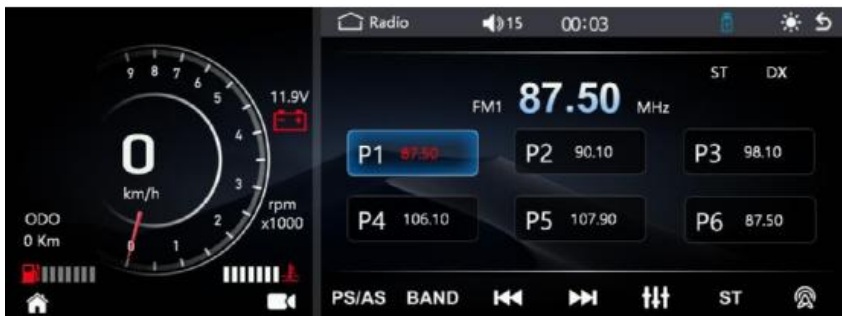 Radio
15
00:03
9 8 7 6 5 4 3 2 1 0
11.9V
0
km/h
rpm
x1000
ODO
0 Km
ST DX
FM1 87.50 MHz
P1 87.50
P2 90.10
P3 98.10
P4 106.10
P5 107.90
P6 87.50
PS/AS BAND ST